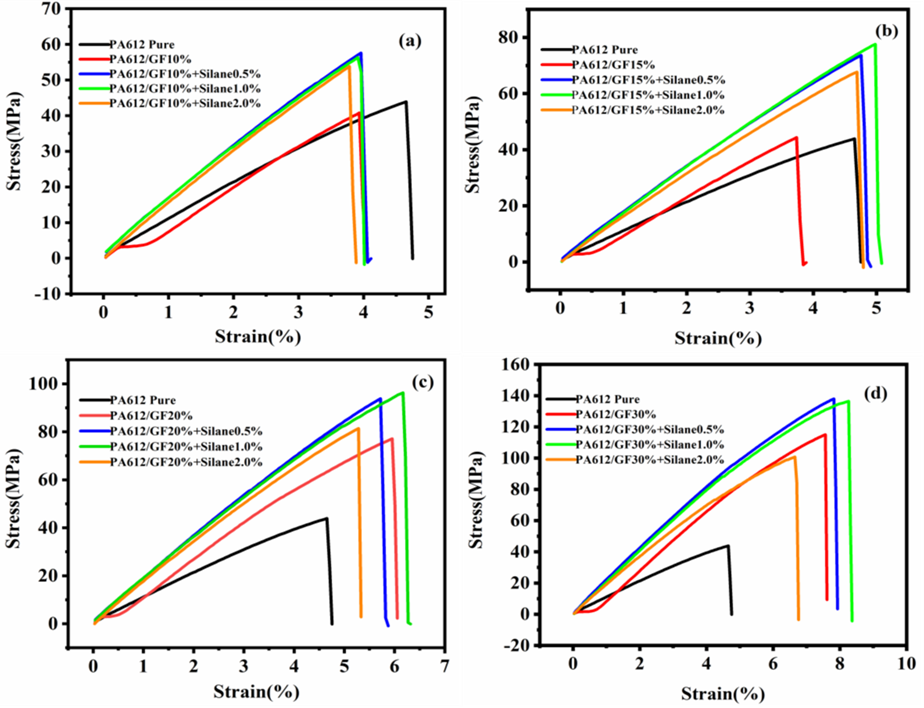 (a)
PA612 Pure
PA612/GF10%
PA612/GF10%+Silane0.5%
PA612/GF10%+Silane1.0%
PA612/GF10%+Silane2.0%
60
50
40
30
20
10
0
-10
Stress(MPa)
0 1 2 3 4 5
Strain(%)
(b)
PA612 Pure
PA612/GF15%
PA612/GF15%+Silane0.5%
PA612/GF15%+Silane1.0%
PA612/GF15%+Silane2.0%
80
60
40
20
0
Stress(MPa)
0 1 2 3 4 5
Strain(%)
(c)
PA612 Pure
PA612/GF20%
PA612/GF20%+Silane0.5%
PA612/GF20%+Silane1.0%
PA612/GF20%+Silane2.0%
100
80
60
40
20
0
Stress(MPa)
0 1 2 3 4 5 6 7
Strain(%)
(d)
PA612 Pure
PA612/GF30%
PA612/GF30%+Silane0.5%
PA612/GF30%+Silane1.0%
PA612/GF30%+Silane2.0%
160
140
120
100
80
60
40
20
0
-20
Stress(MPa)
0 2 4 6 8 10
Strain(%)